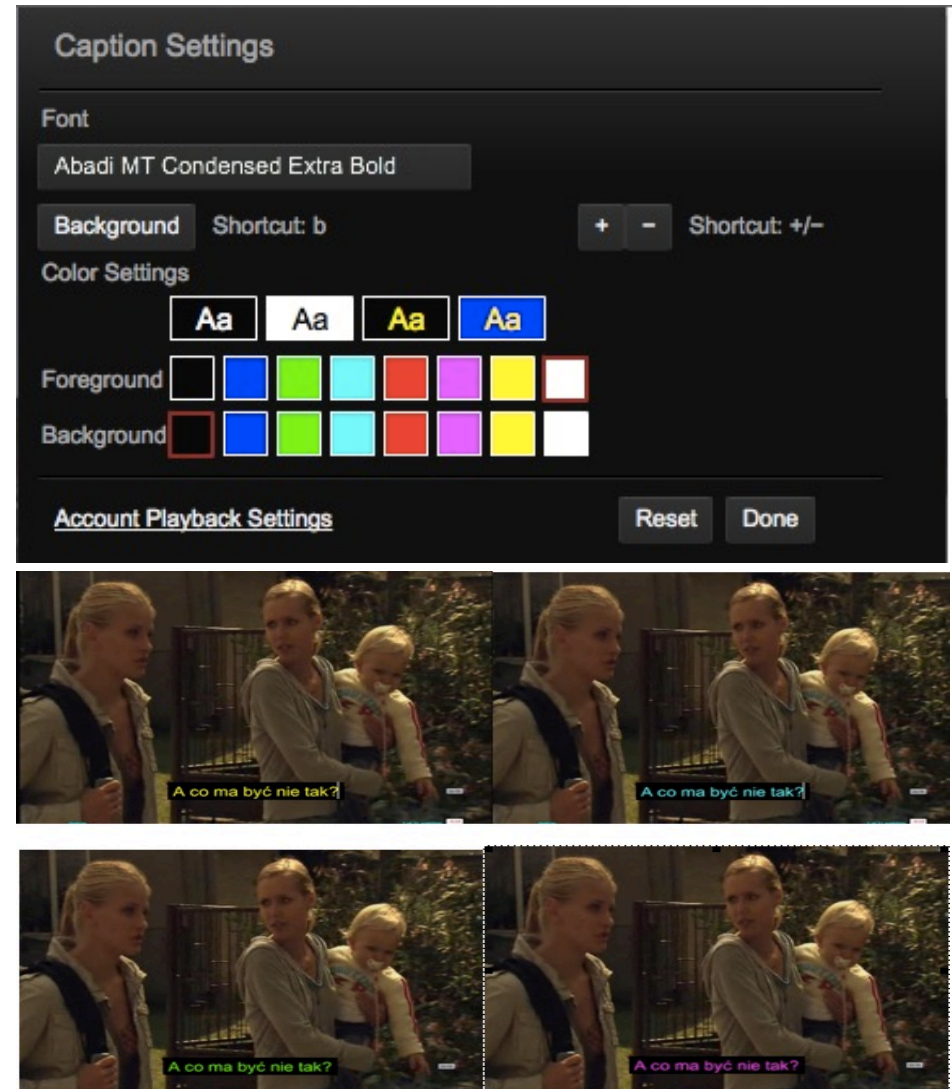 Caption Settings
Font
Abadi MT Condensed Extra Bold
Background Shortcut: b + − Shortcut: +/−
Color Settings
Aa Aa Aa Aa
Foreground
Background
Account Playback Settings Reset Done
A co ma być nie tak? A co ma być nie tak?
A co ma być nie tak? A co ma być nie tak?